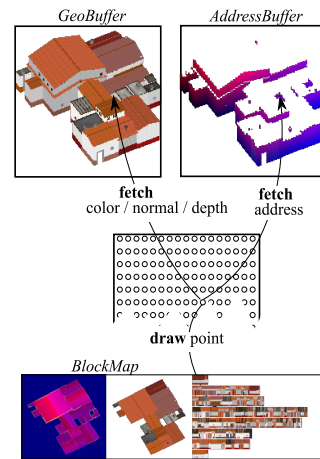 GeoBuffer
AddressBuffer
fetch
color / normal / depth
fetch
address
draw point
BlockMap